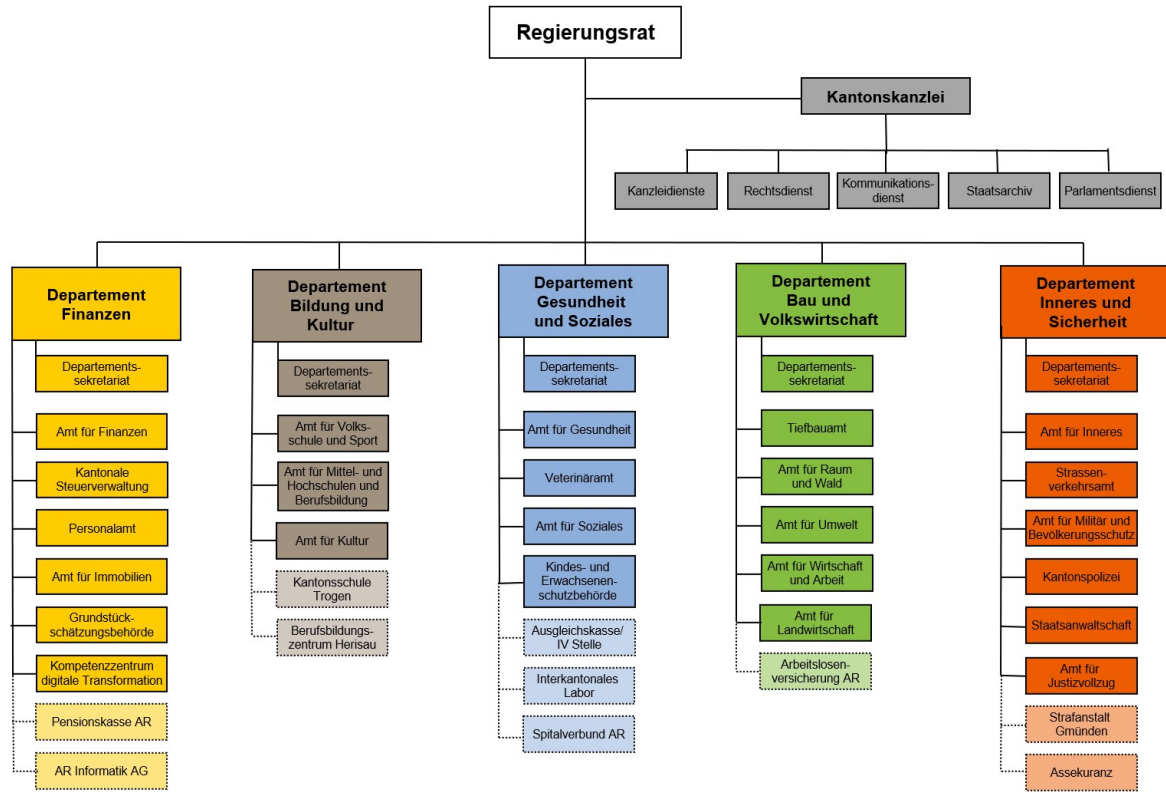 Regierungsrat
Kantonskanzlei
Kanzleidienste
Rechtsdienst
Kommunikations-
dienst
Staatsarchiv
Parlamentsdienst
Departement
Finanzen
Departements-
sekretariat
Amt für Finanzen
Kantonale
Steuerverwaltung
Personalamt
Amt für Immobilien
Grundstück-
schätzungsbehörde
Kompetenzzentrum
digitale Transformation
Pensionskasse AR
AR Informatik AG
Departement
Bildung und
Kultur
Departements-
sekretariat
Amt für Volks-
schule und Sport
Amt für Mittel- und
Hochschulen und
Berufsbildung
Amt für Kultur
Kantonsschule
Trogen
Berufsbildungs-
zentrum Herisau
Departement
Gesundheit
und Soziales
Departements-
sekretariat
Amt für Gesundheit
Veterinäramt
Amt für Soziales
Kindes- und
Erwachsenen-
schutzbehörde
Ausgleichskasse/
IV Stelle
Interkantonales
Labor
Spitalverbund AR
Departement
Bau und
Volkswirtschaft
Departements-
sekretariat
Tiefbauamt
Amt für Raum
und Wald
Amt für Umwelt
Amt für Wirtschaft
und Arbeit
Amt für
Landwirtschaft
Arbeitslosen-
versicherung AR
Departement
Inneres und
Sicherheit
Departements-
sekretariat
Amt für Inneres
Strassen-
verkehrsamt
Amt für Militär und
Bevölkerungsschutz
Kantonspolizei
Staatsanwaltschaft
Amt für
Justizvollzug
Strafanstalt
Gmünden
Assekuranz